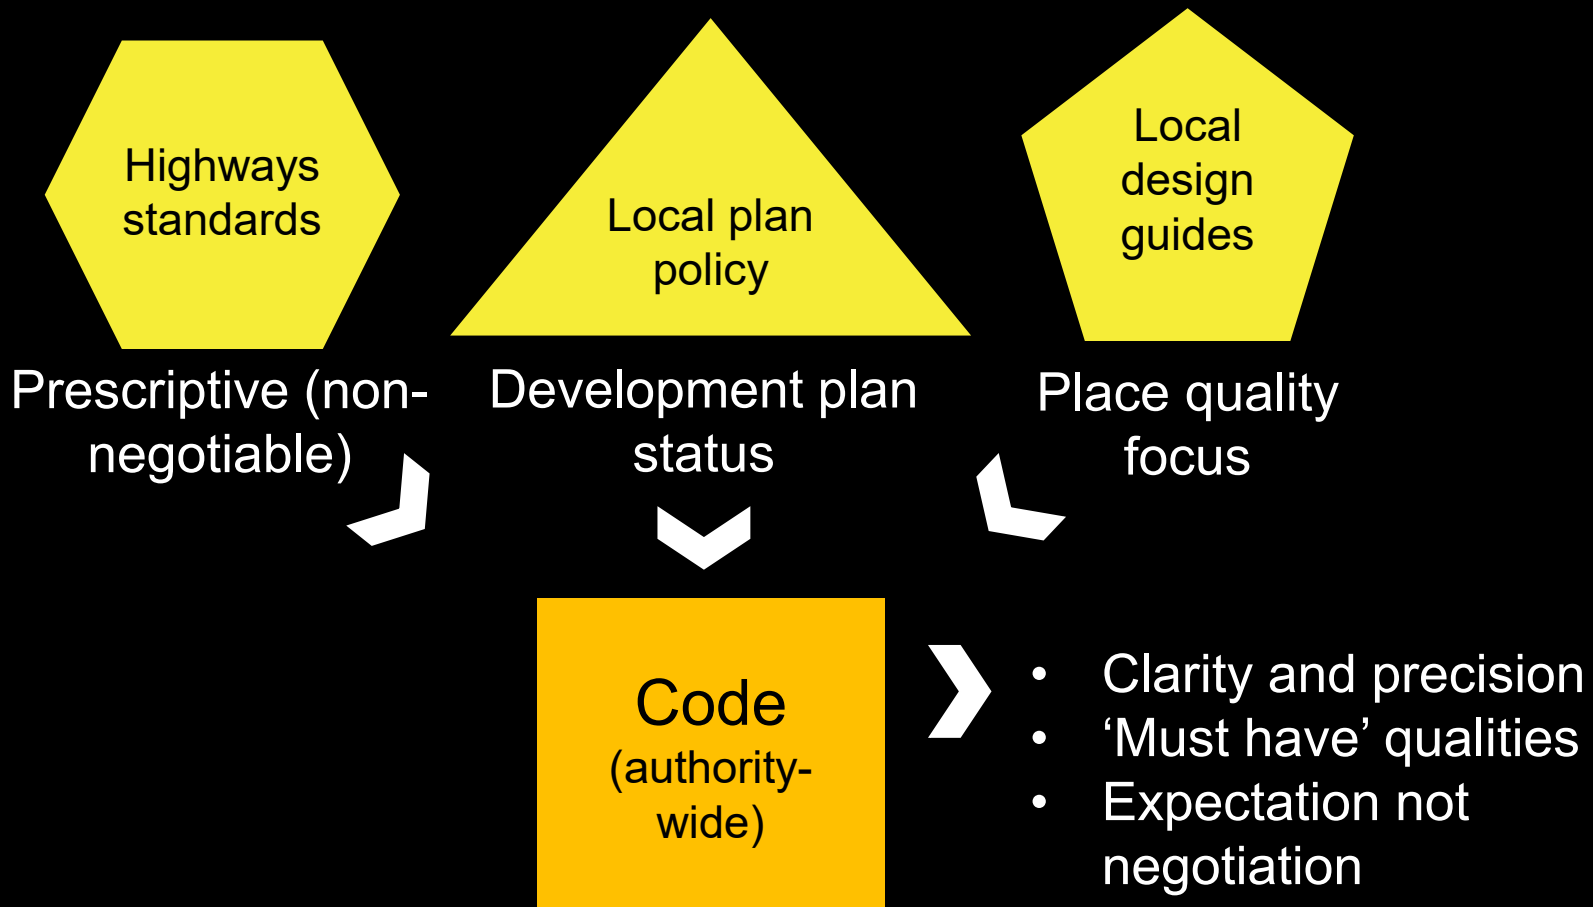 Highways
standards
Local plan
policy
Local
design
guides
Prescriptive (non-
negotiable)
Development plan
status
Place quality
focus
Code
(authority-
wide)
• Clarity and precision
• ‘Must have’ qualities
• Expectation not
negotiation